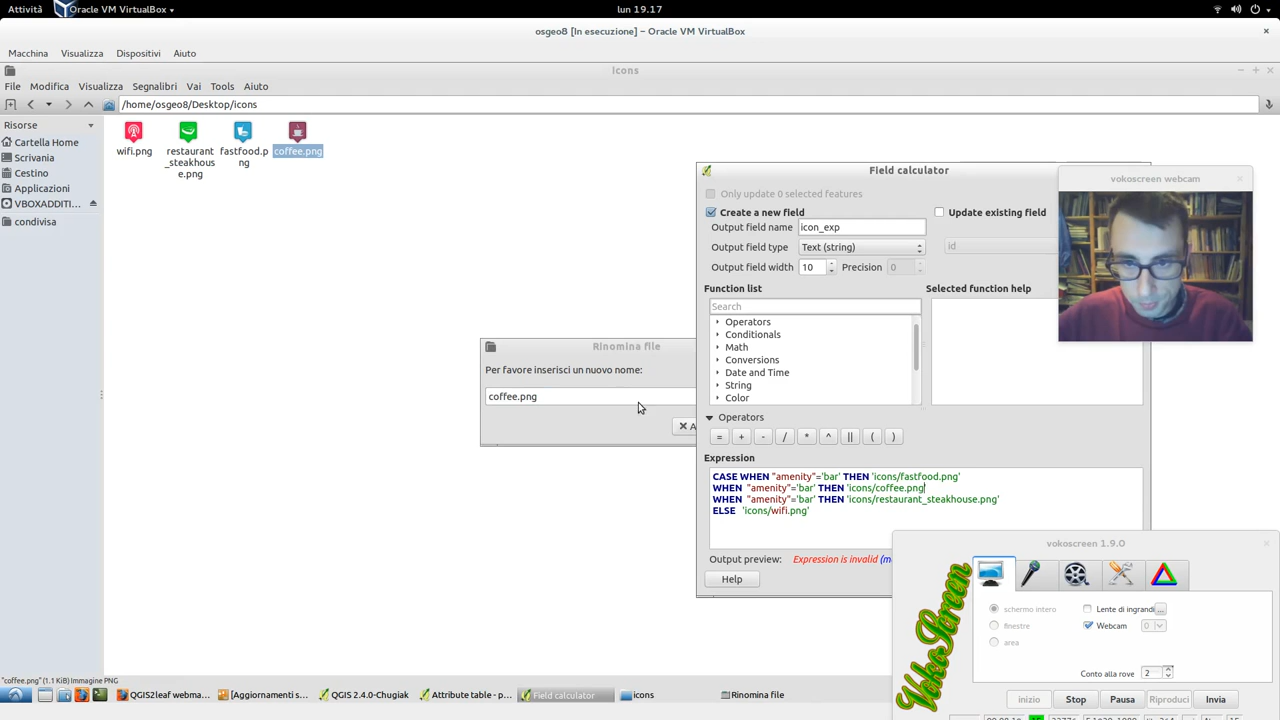 Attività
Oracle VM VirtualBox
lun 19.17
osgeo8 [In esecuzione] – Oracle VM VirtualBox
Macchina Visualizza Dispositivi Aiuto
Icons
File Modifica Visualizza Segnalibri Vai Tools Aiuto
/home/osgeo8/Desktop/icons
Risorse
Cartella Home
Scrivania
Cestino
Applicazioni
VBOXADDITI...
condivisa
wifi.png
restaurant
_steakhous
e.png
fastfood.p
ng
coffee.png
Field calculator
Only update 0 selected features
Create a new field
Update existing field
Output field name icon_exp
Output field type Text (string)
id
Output field width 10 Precision 0
Function list
Selected function help
Search
Operators
Conditionals
Math
Conversions
Date and Time
String
Color
Operators
= + - / * ^ || ( )
Expression
CASE WHEN "amenity"='bar' THEN 'icons/fastfood.png'
WHEN "amenity"='bar' THEN 'icons/coffee.png'
WHEN "amenity"='bar' THEN 'icons/restaurant_steakhouse.png'
ELSE 'icons/wifi.png'
Output preview: Expression is invalid
Help
Rinomina file
Per favore inserisci un nuovo nome:
coffee.png
vokoscreen webcam
vokoscreen 1.9.0
VokoScreen
schermo intero
Lente di ingrandi ...
finestre
Webcam 0
area
Conto alla rove 2
inizio Stop Pausa Riproduci Invia
"coffee.png" (1.1 KiB) Immagine PNG
QGIS2leaf webma...
[Aggiornamenti s...
QGIS 2.4.0-Chugiak
Attribute table - p...
Field calculator
icons
Rinomina file